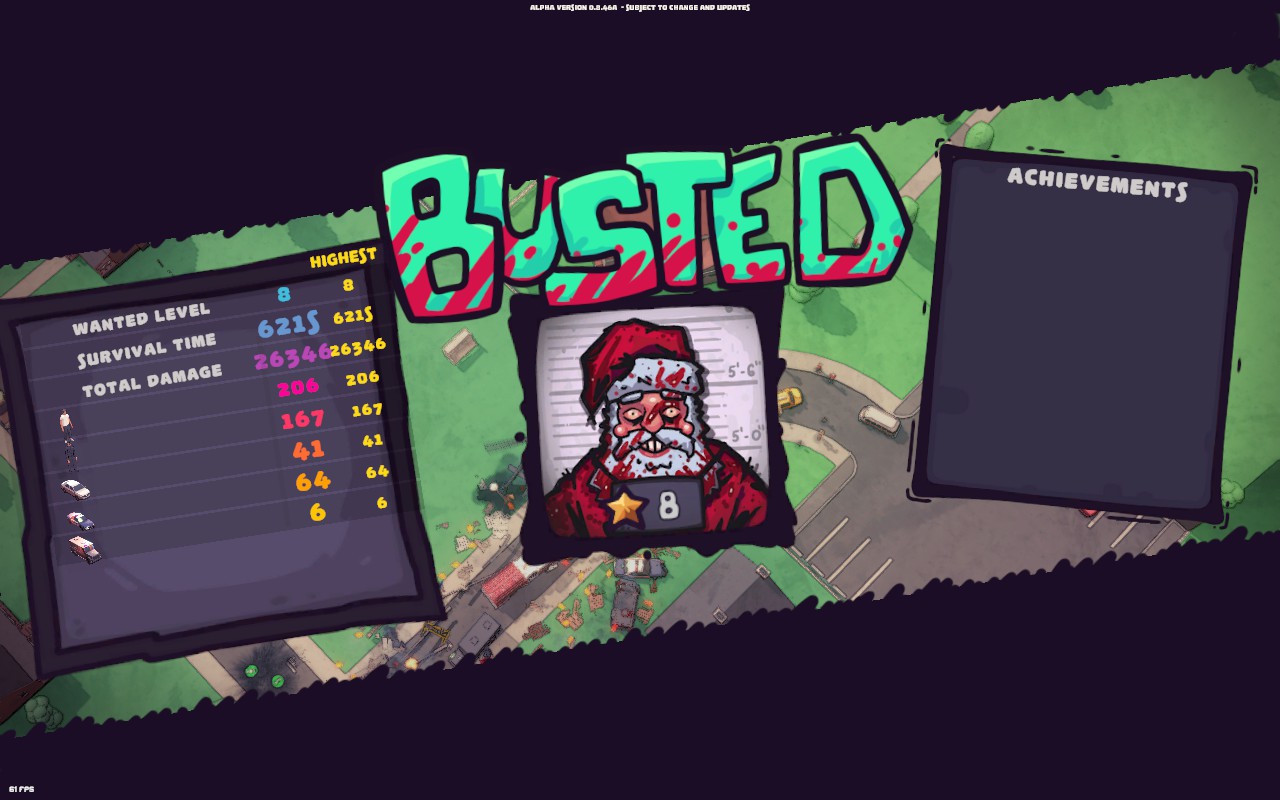 ALPHA VERSION 0.8.46A - SUBJECT TO CHANGE AND UPDATES
BUSTED
HIGHEST
WANTED LEVEL 8 8
SURVIVAL TIME 621S 621S
TOTAL DAMAGE 26346 26346
206 206
167 167
41 41
64 64
6 6
5'-6"
5'-0"
8
ACHIEVEMENTS
61 FPS